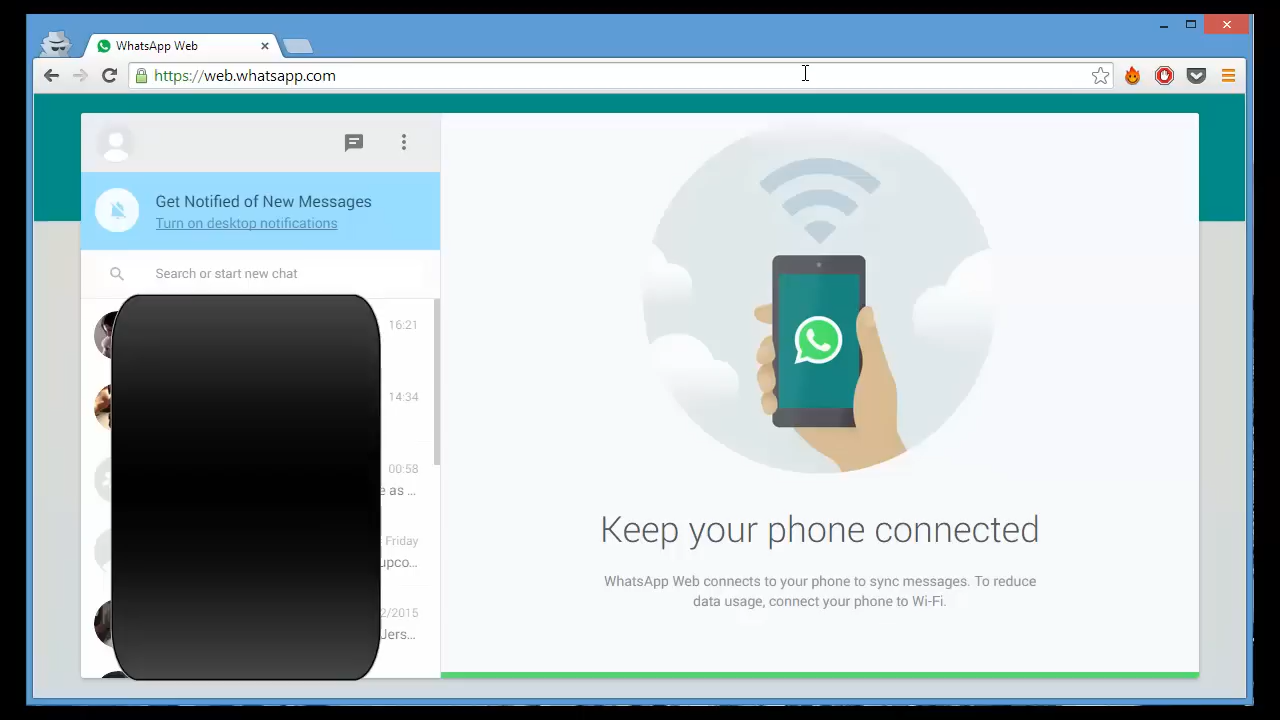 WhatsApp Web
https://web.whatsapp.com
Get Notified of New Messages
Turn on desktop notifications
Search or start new chat
16:21
14:34
00:58
e as ...
Friday
upco...
2/2015
Jers...
Keep your phone connected
WhatsApp Web connects to your phone to sync messages. To reduce
data usage, connect your phone to Wi-Fi.